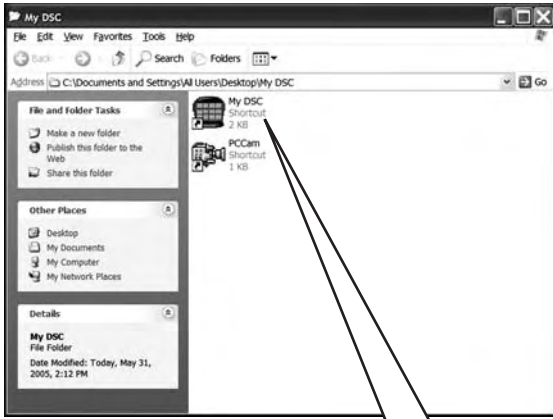 My DSC
File Edit View Favorites Tools Help
Back Search Folders
Address C:\Documents and Settings\All Users\Desktop\My DSC Go
File and Folder Tasks
Make a new folder
Publish this folder to the
Web
Share this folder
Other Places
Desktop
My Documents
My Computer
My Network Places
Details
My DSC
File Folder
Date Modified: Today, May 31,
2005, 2:12 PM
My DSC
Shortcut
2 KB
PCCam
Shortcut
1 KB